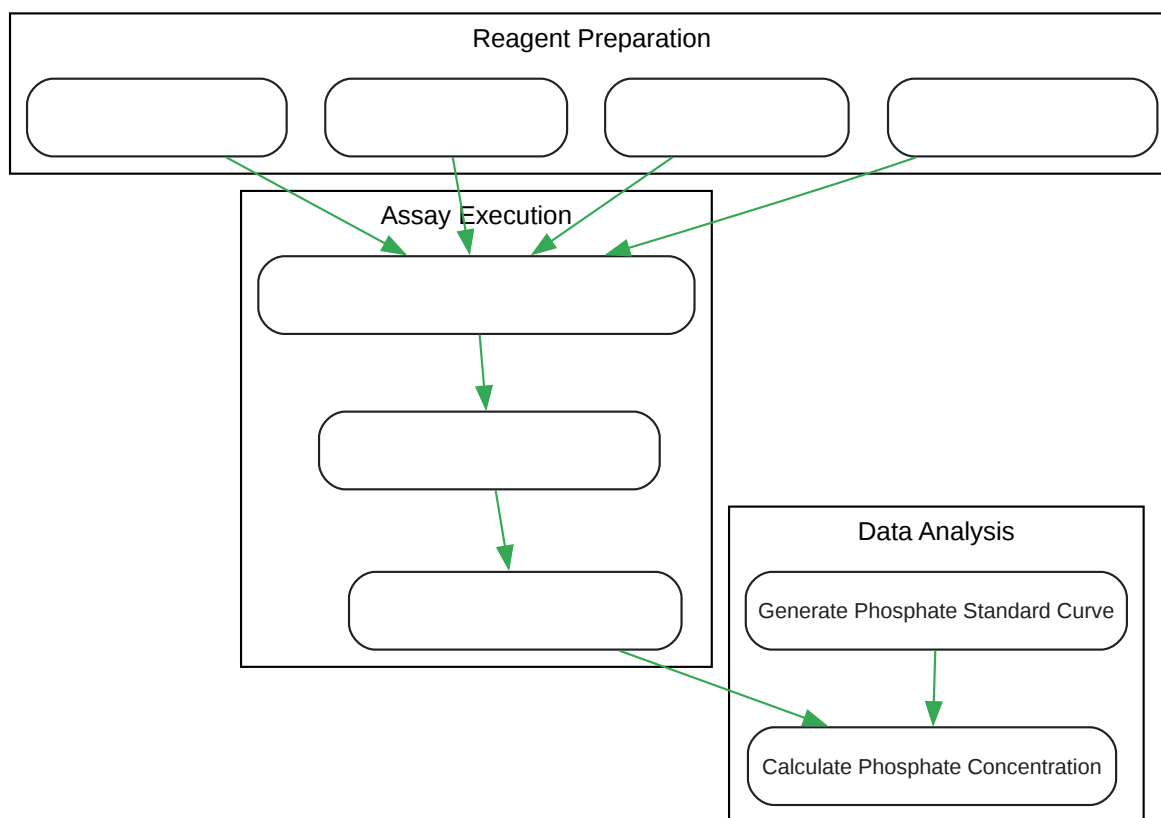 Reagent Preparation
Assay Execution
Data Analysis
Generate Phosphate Standard Curve
Calculate Phosphate Concentration